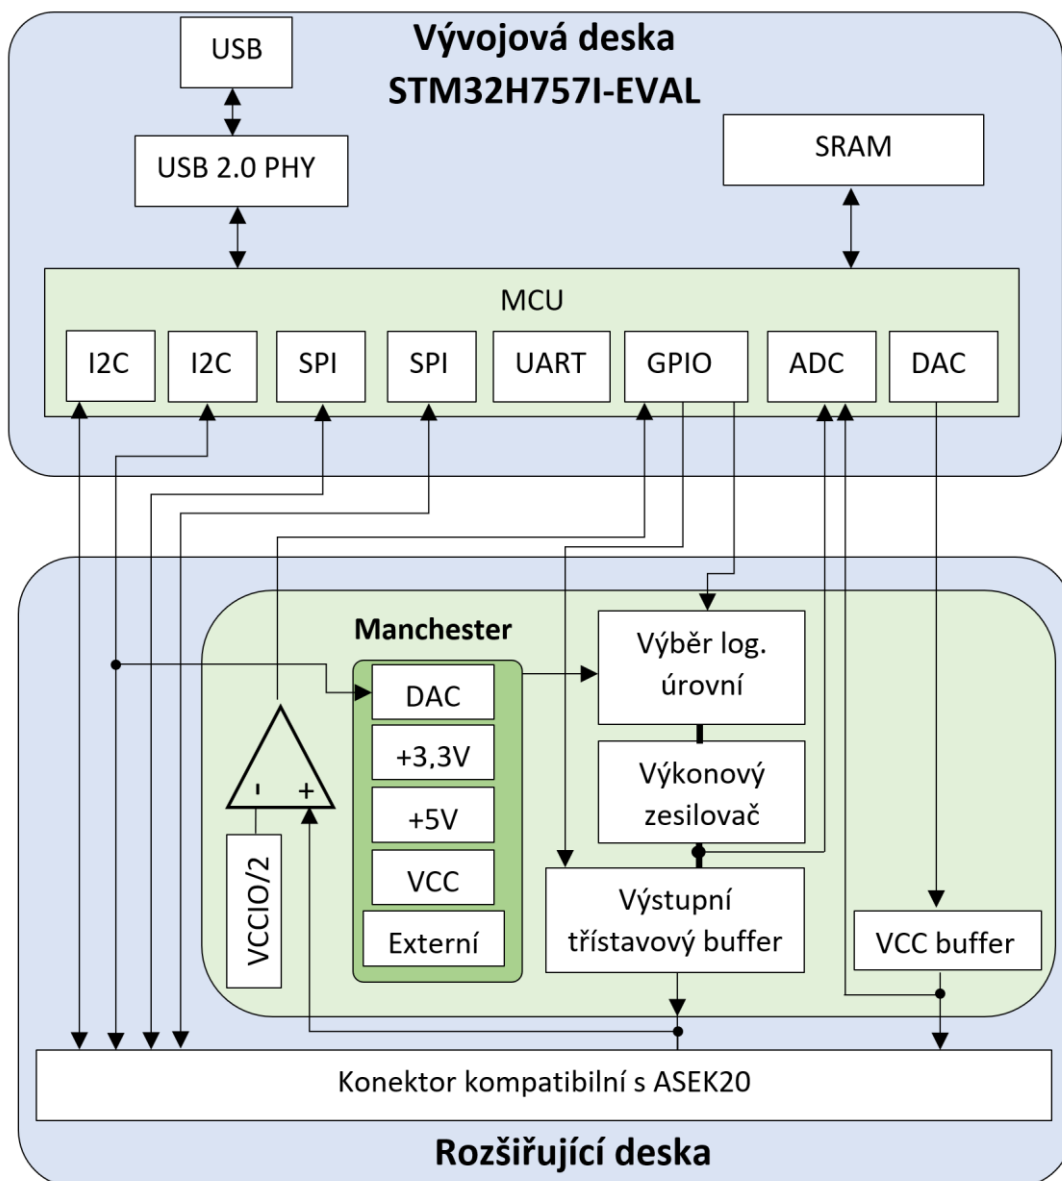 Vývojová deska
STM32H757I-EVAL
USB
USB 2.0 PHY
SRAM
MCU
I2C
I2C
SPI
SPI
UART
GPIO
ADC
DAC
Manchester
DAC
+3,3V
+5V
VCC
Externí
- +
VCCIO/2
Výběr log.
úrovní
Výkonový
zesilovač
Výstupní
třístavový buffer
VCC buffer
Konektor kompatibilní s ASEK20
Rozšiřující deska